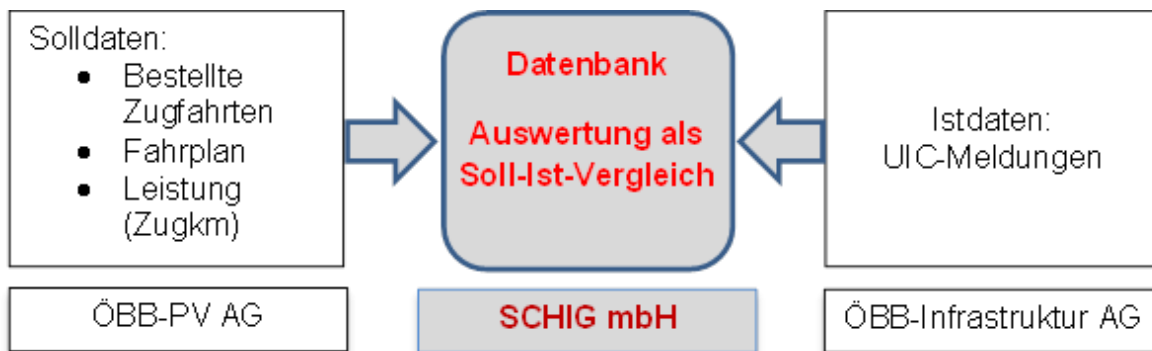 Solldaten:
• Bestellte
Zugfahrten
• Fahrplan
• Leistung
(Zugkm)
Datenbank
Auswertung als
Soll-Ist-Vergleich
Istdaten:
UIC-Meldungen
ÖBB-PV AG
SCHIG mbH
ÖBB-Infrastruktur AG